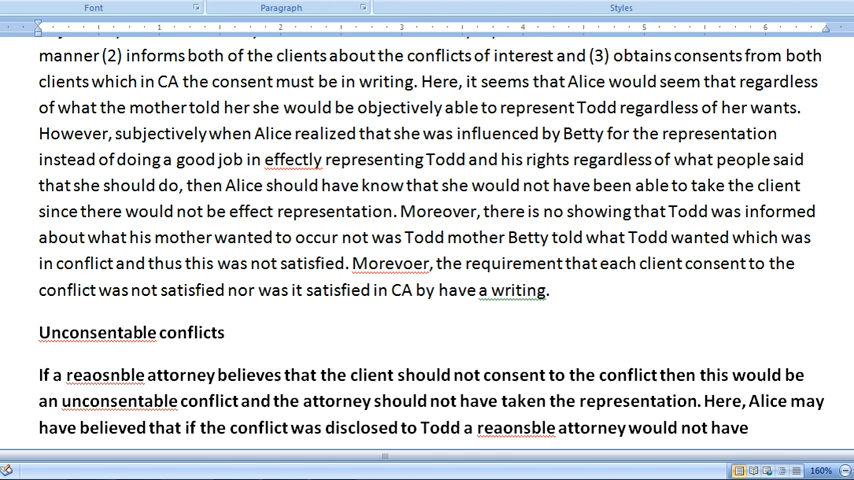 Font Paragraph Styles
1 2 3 4 5 6
manner (2) informs both of the clients about the conflicts of interest and (3) obtains consents from both
clients which in CA the consent must be in writing. Here, it seems that Alice would seem that regardless
of what the mother told her she would be objectively able to represent Todd regardless of her wants.
However, subjectively when Alice realized that she was influenced by Betty for the representation
instead of doing a good job in effectly representing Todd and his rights regardless of what people said
that she should do, then Alice should have know that she would not have been able to take the client
since there would not be effect representation. Moreover, there is no showing that Todd was informed
about what his mother wanted to occur not was Todd mother Betty told what Todd wanted which was
in conflict and thus this was not satisfied. Morevoer, the requirement that each client consent to the
conflict was not satisfied nor was it satisfied in CA by have a writing.
Unconsentable conflicts
If a reaosnble attorney believes that the client should not consent to the conflict then this would be
an unconsentable conflict and the attorney should not have taken the representation. Here, Alice may
have believed that if the conflict was disclosed to Todd a reaonsble attorney would not have
160%